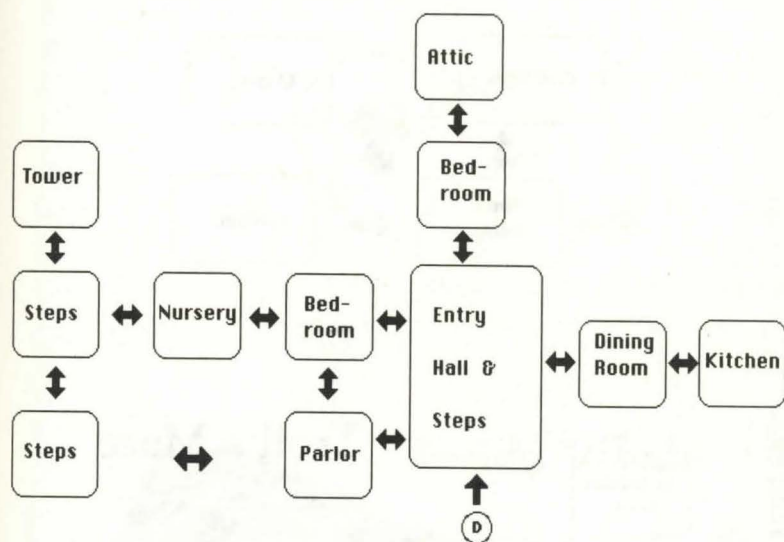 Attic
Tower
Bed-
room
Steps
Nursery
Bed-
room
Entry
Hall &
Steps
Dining
Room
Kitchen
Steps
Parlor
D